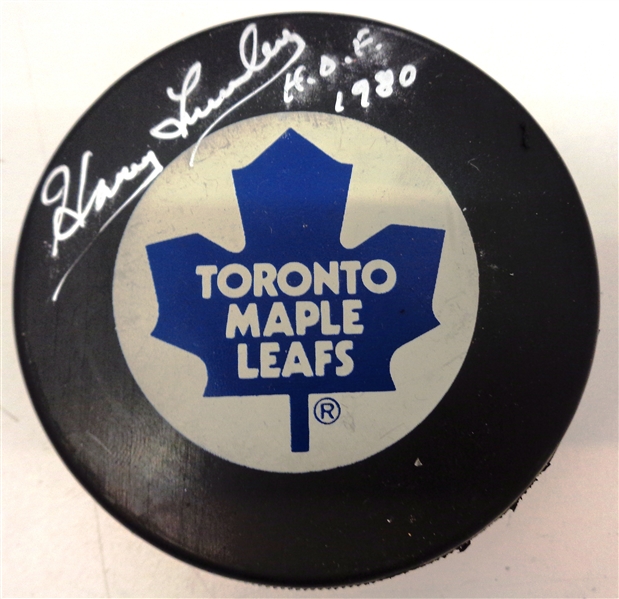 Harry Lumley
H.O.F.
1980
TORONTO
MAPLE
LEAFS
®